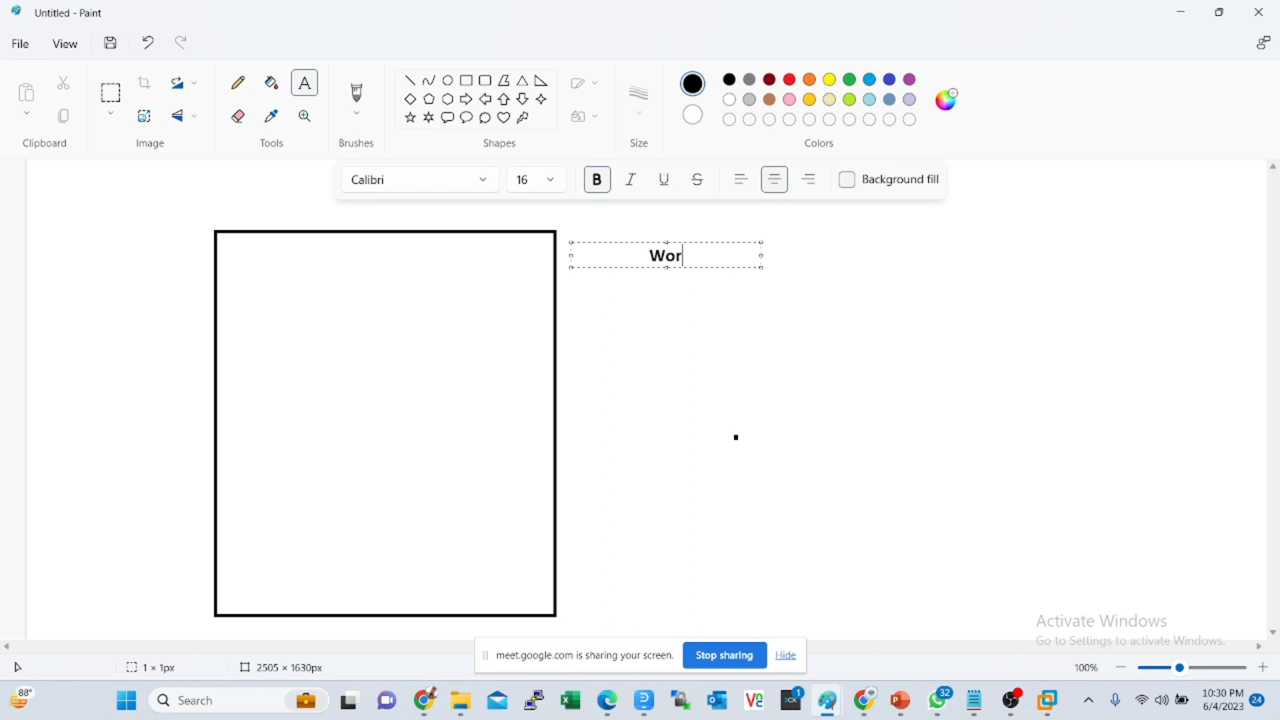 Untitled - Paint
File
View
Clipboard
Image
Tools
Brushes
Shapes
Size
Colors
Calibri
16
B
I
U
S
Background fill
Wor
Activate Windows
Go to Settings to activate Windows.
meet.google.com is sharing your screen.
Stop sharing
Hide
1 × 1px
2505 × 1630px
100%
88°
Search
32
1
10:30 PM
6/4/2023
24